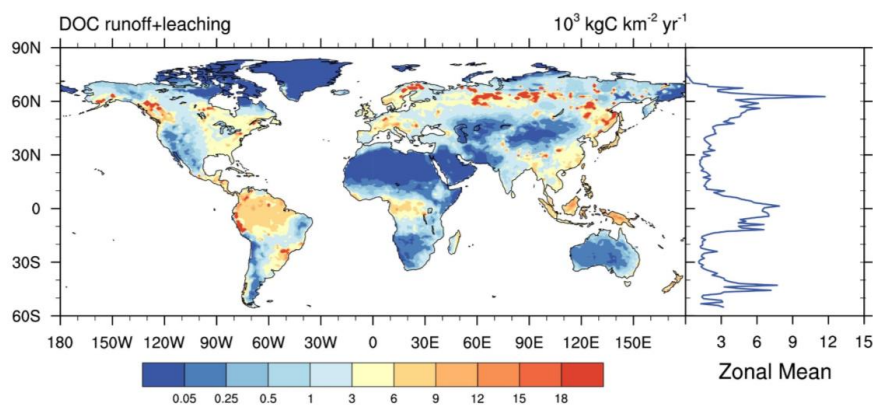 DOC runoff+leaching 10³ kgC km⁻² yr⁻¹
90N
60N
30N
0
30S
60S
180 150W 120W 90W 60W 30W 0 30E 60E 90E 120E 150E 3 6 9 12 15
Zonal Mean
0.05 0.25 0.5 1 3 6 9 12 15 18